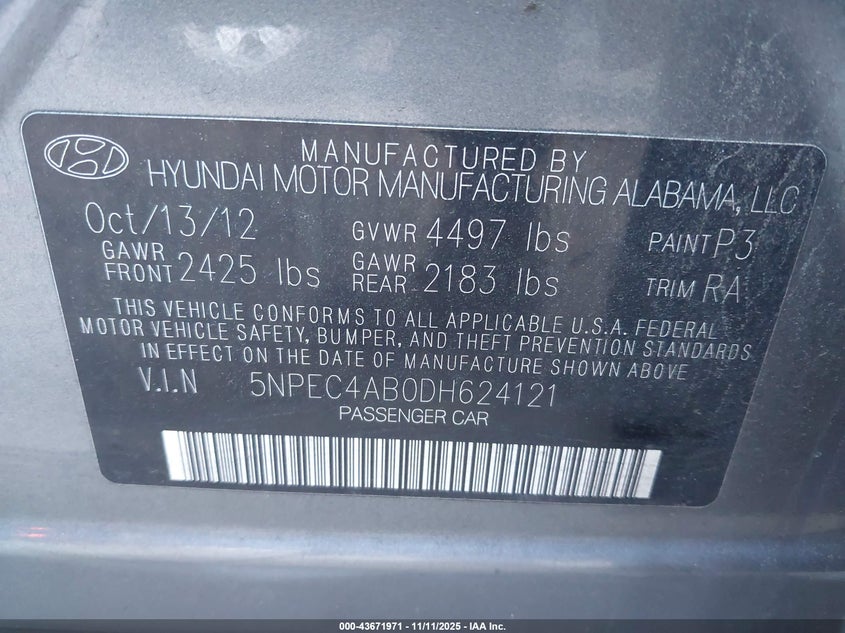 MANUFACTURED BY
HYUNDAI MOTOR MANUFACTURING ALABAMA, LLC
Oct/13/12 GVWR 4497 lbs PAINT P3
GAWR FRONT 2425 lbs GAWR REAR 2183 lbs TRIM RA
THIS VEHICLE CONFORMS TO ALL APPLICABLE U.S.A. FEDERAL
MOTOR VEHICLE SAFETY, BUMPER, AND THEFT PREVENTION STANDARDS
IN EFFECT ON THE DATE OF MANUFACTURE SHOWN ABOVE
V.I.N 5NPEC4AB0DH624121
PASSENGER CAR
000-43671971 - 11/11/2025 - IAA Inc.